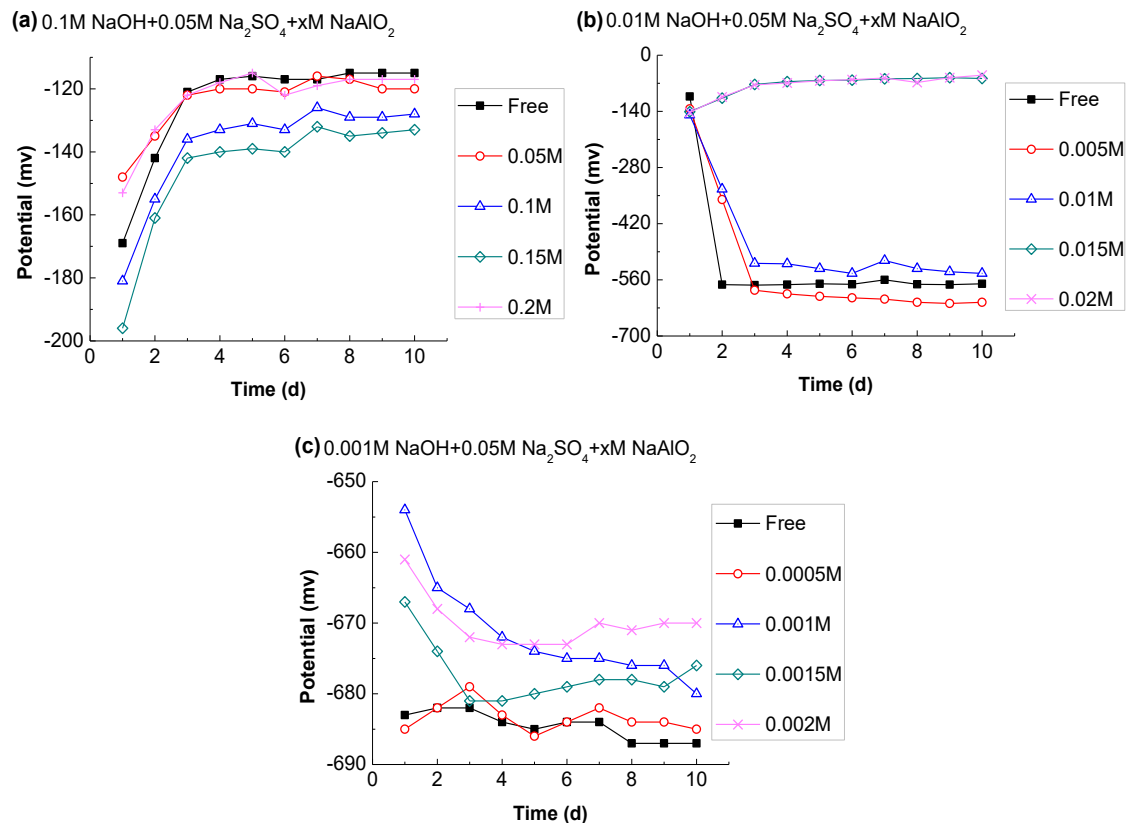 (a) 0.1M NaOH+0.05M Na₂SO₄+xM NaAlO₂
-120
-140
-160
-180
-200
0 2 4 6 8 10
Potential (mv)
Time (d)
Free
0.05M
0.1M
0.15M
0.2M
(b) 0.01M NaOH+0.05M Na₂SO₄+xM NaAlO₂
0
-140
-280
-420
-560
-700
0 2 4 6 8 10
Potential (mv)
Time (d)
Free
0.005M
0.01M
0.015M
0.02M
(c) 0.001M NaOH+0.05M Na₂SO₄+xM NaAlO₂
-650
-660
-670
-680
-690
0 2 4 6 8 10
Potential (mv)
Time (d)
Free
0.0005M
0.001M
0.0015M
0.002M